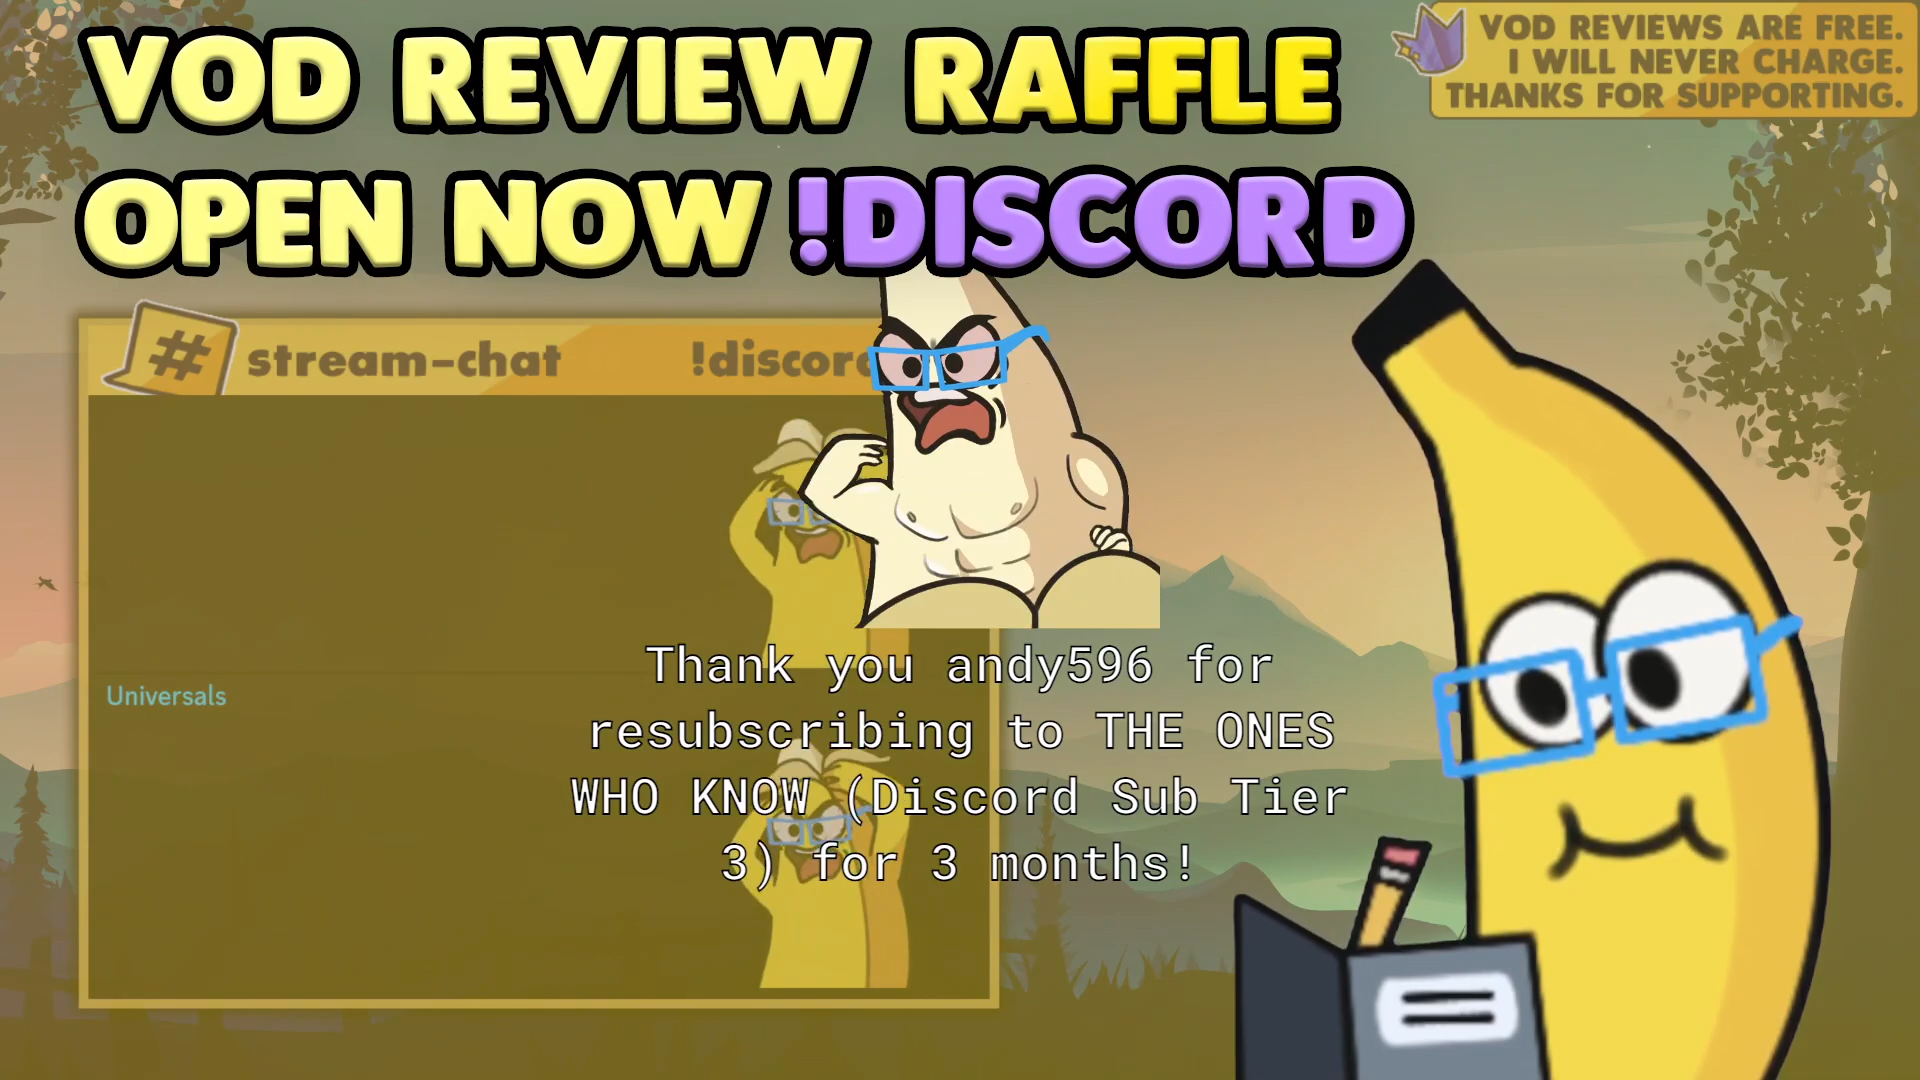 VOD REVIEW RAFFLE
OPEN NOW !DISCORD
VOD REVIEWS ARE FREE.
I WILL NEVER CHARGE.
THANKS FOR SUPPORTING.
# stream-chat !discord
Universals
Thank you andy596 for
resubscribing to THE ONES
WHO KNOW (Discord Sub Tier
3) for 3 months!